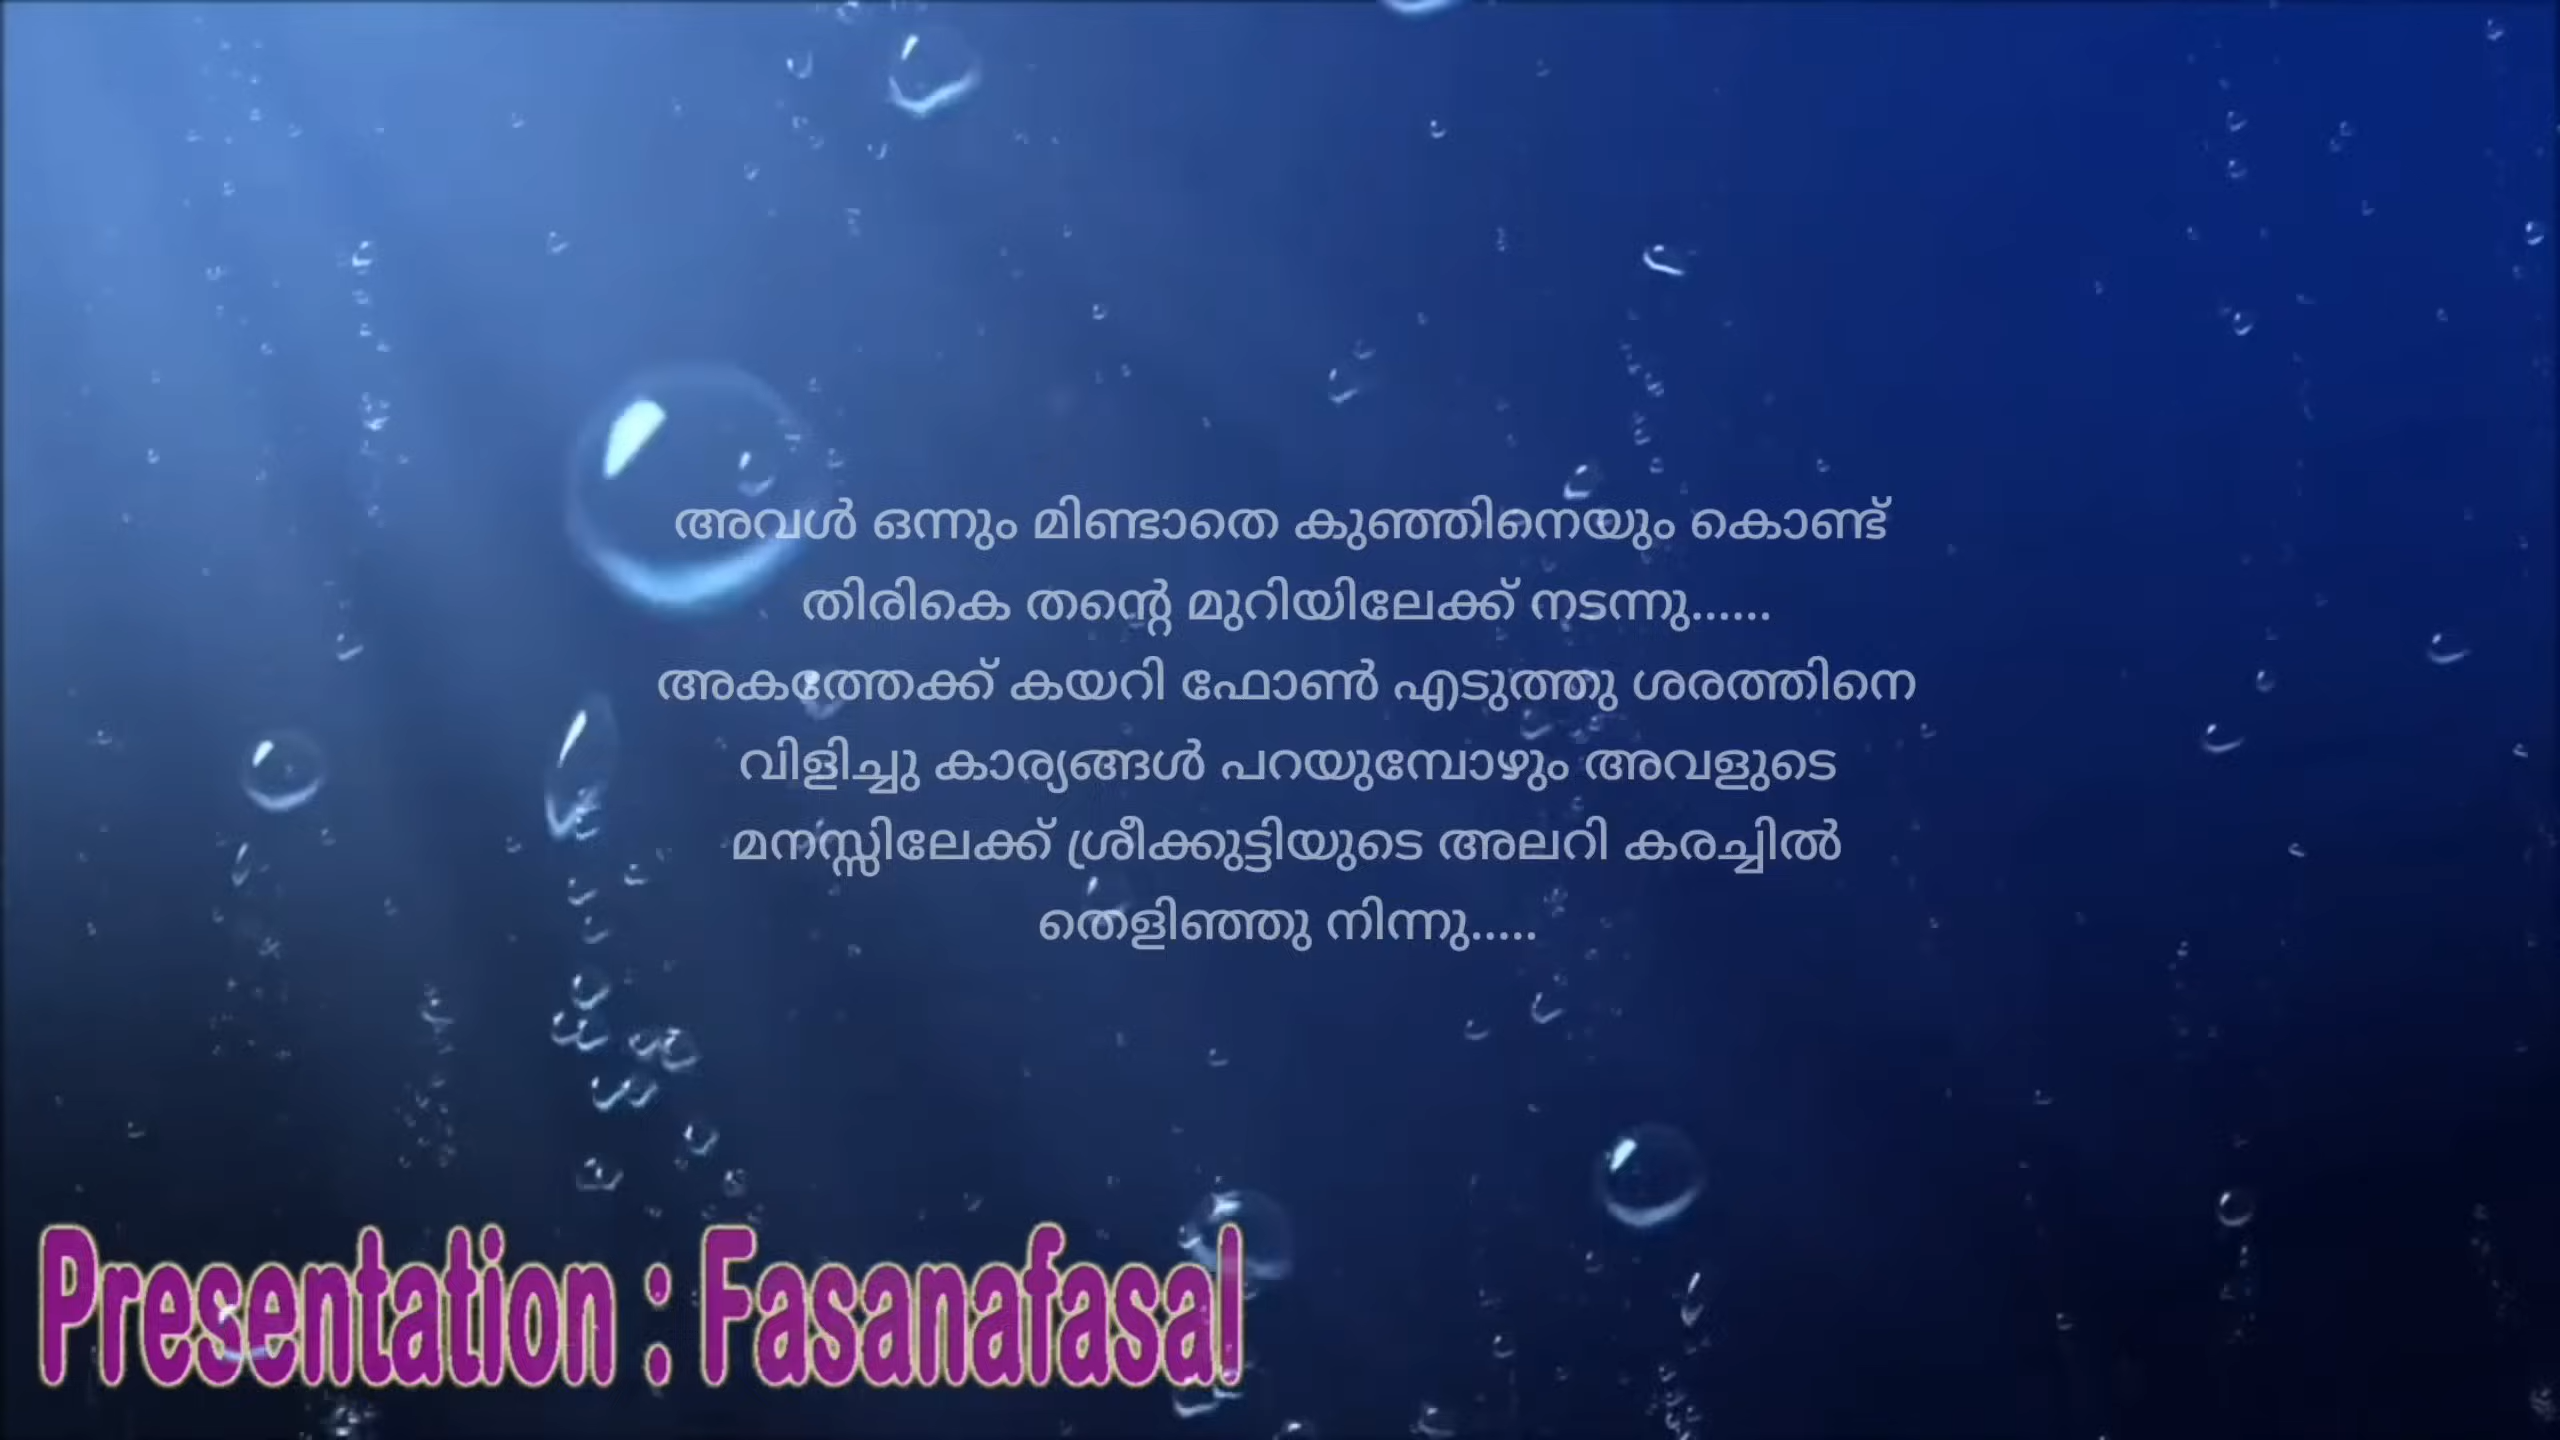 അവൾ ഒന്നും മിണ്ടാതെ കുഞ്ഞിനെയും കൊണ്ട്
തിരികെ തന്റെ മുറിയിലേക്ക് നടന്നു......
അകത്തേക്ക് കയറി ഫോൺ എടുത്തു ശരത്തിനെ
വിളിച്ചു കാര്യങ്ങൾ പറയുമ്പോഴും അവളുടെ
മനസ്സിലേക്ക് ശ്രീക്കുട്ടിയുടെ അലറി കരച്ചിൽ
തെളിഞ്ഞു നിന്നു.....
Presentation : Fasanafasal